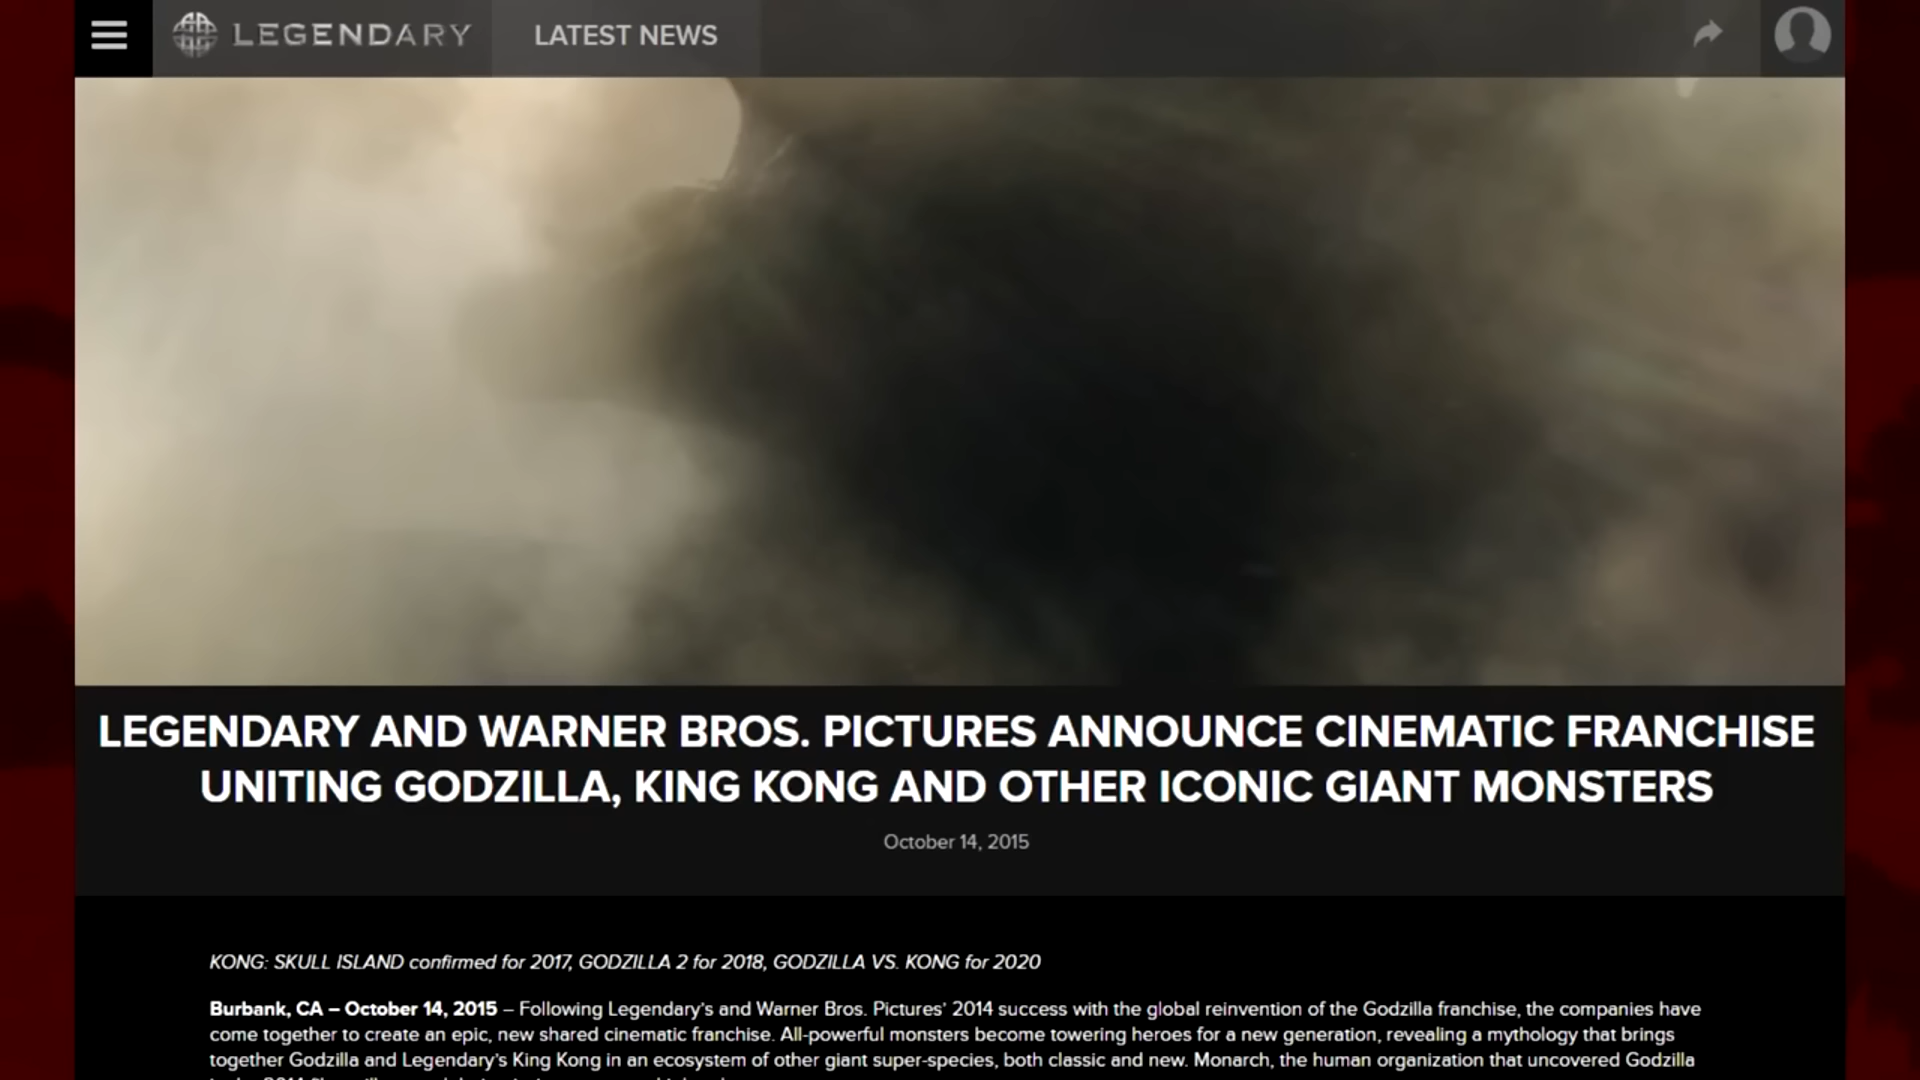 LEGENDARY
LATEST NEWS
LEGENDARY AND WARNER BROS. PICTURES ANNOUNCE CINEMATIC FRANCHISE
UNITING GODZILLA, KING KONG AND OTHER ICONIC GIANT MONSTERS
October 14, 2015
KONG: SKULL ISLAND confirmed for 2017, GODZILLA 2 for 2018, GODZILLA VS. KONG for 2020
Burbank, CA – October 14, 2015 – Following Legendary's and Warner Bros. Pictures' 2014 success with the global reinvention of the Godzilla franchise, the companies have
come together to create an epic, new shared cinematic franchise. All-powerful monsters become towering heroes for a new generation, revealing a mythology that brings
together Godzilla and Legendary's King Kong in an ecosystem of other giant super-species, both classic and new. Monarch, the human organization that uncovered Godzilla